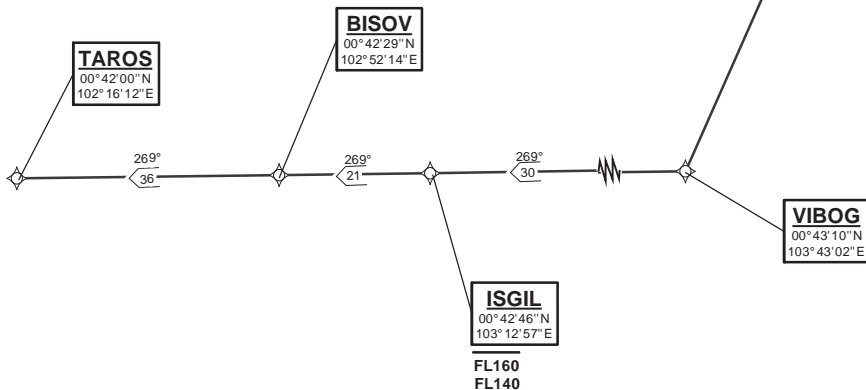 BISOV
00°42'29"N
102°52'14"E
TAROS
00°42'00"N
102°16'12"E
269°
36
269°
21
269°
30
VIBOG
00°43'10"N
103°43'02"E
ISGIL
00°42'46"N
103°12'57"E
FL160
FL140